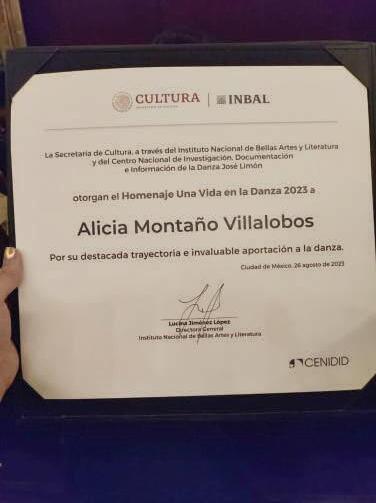 CULTURA | INBAL
La Secretaría de Cultura, a través del Instituto Nacional de Bellas Artes y Literatura
y del Centro Nacional de Investigación, Documentación
e Información de la Danza José Limón
otorgan el Homenaje Una Vida en la Danza 2023 a
Alicia Montaño Villalobos
Por su destacada trayectoria e invaluable aportación a la danza.
Ciudad de México, 26 agosto de 2023
Lucina Jiménez López
Directora General
Instituto Nacional de Bellas Artes y Literatura
CENIDID